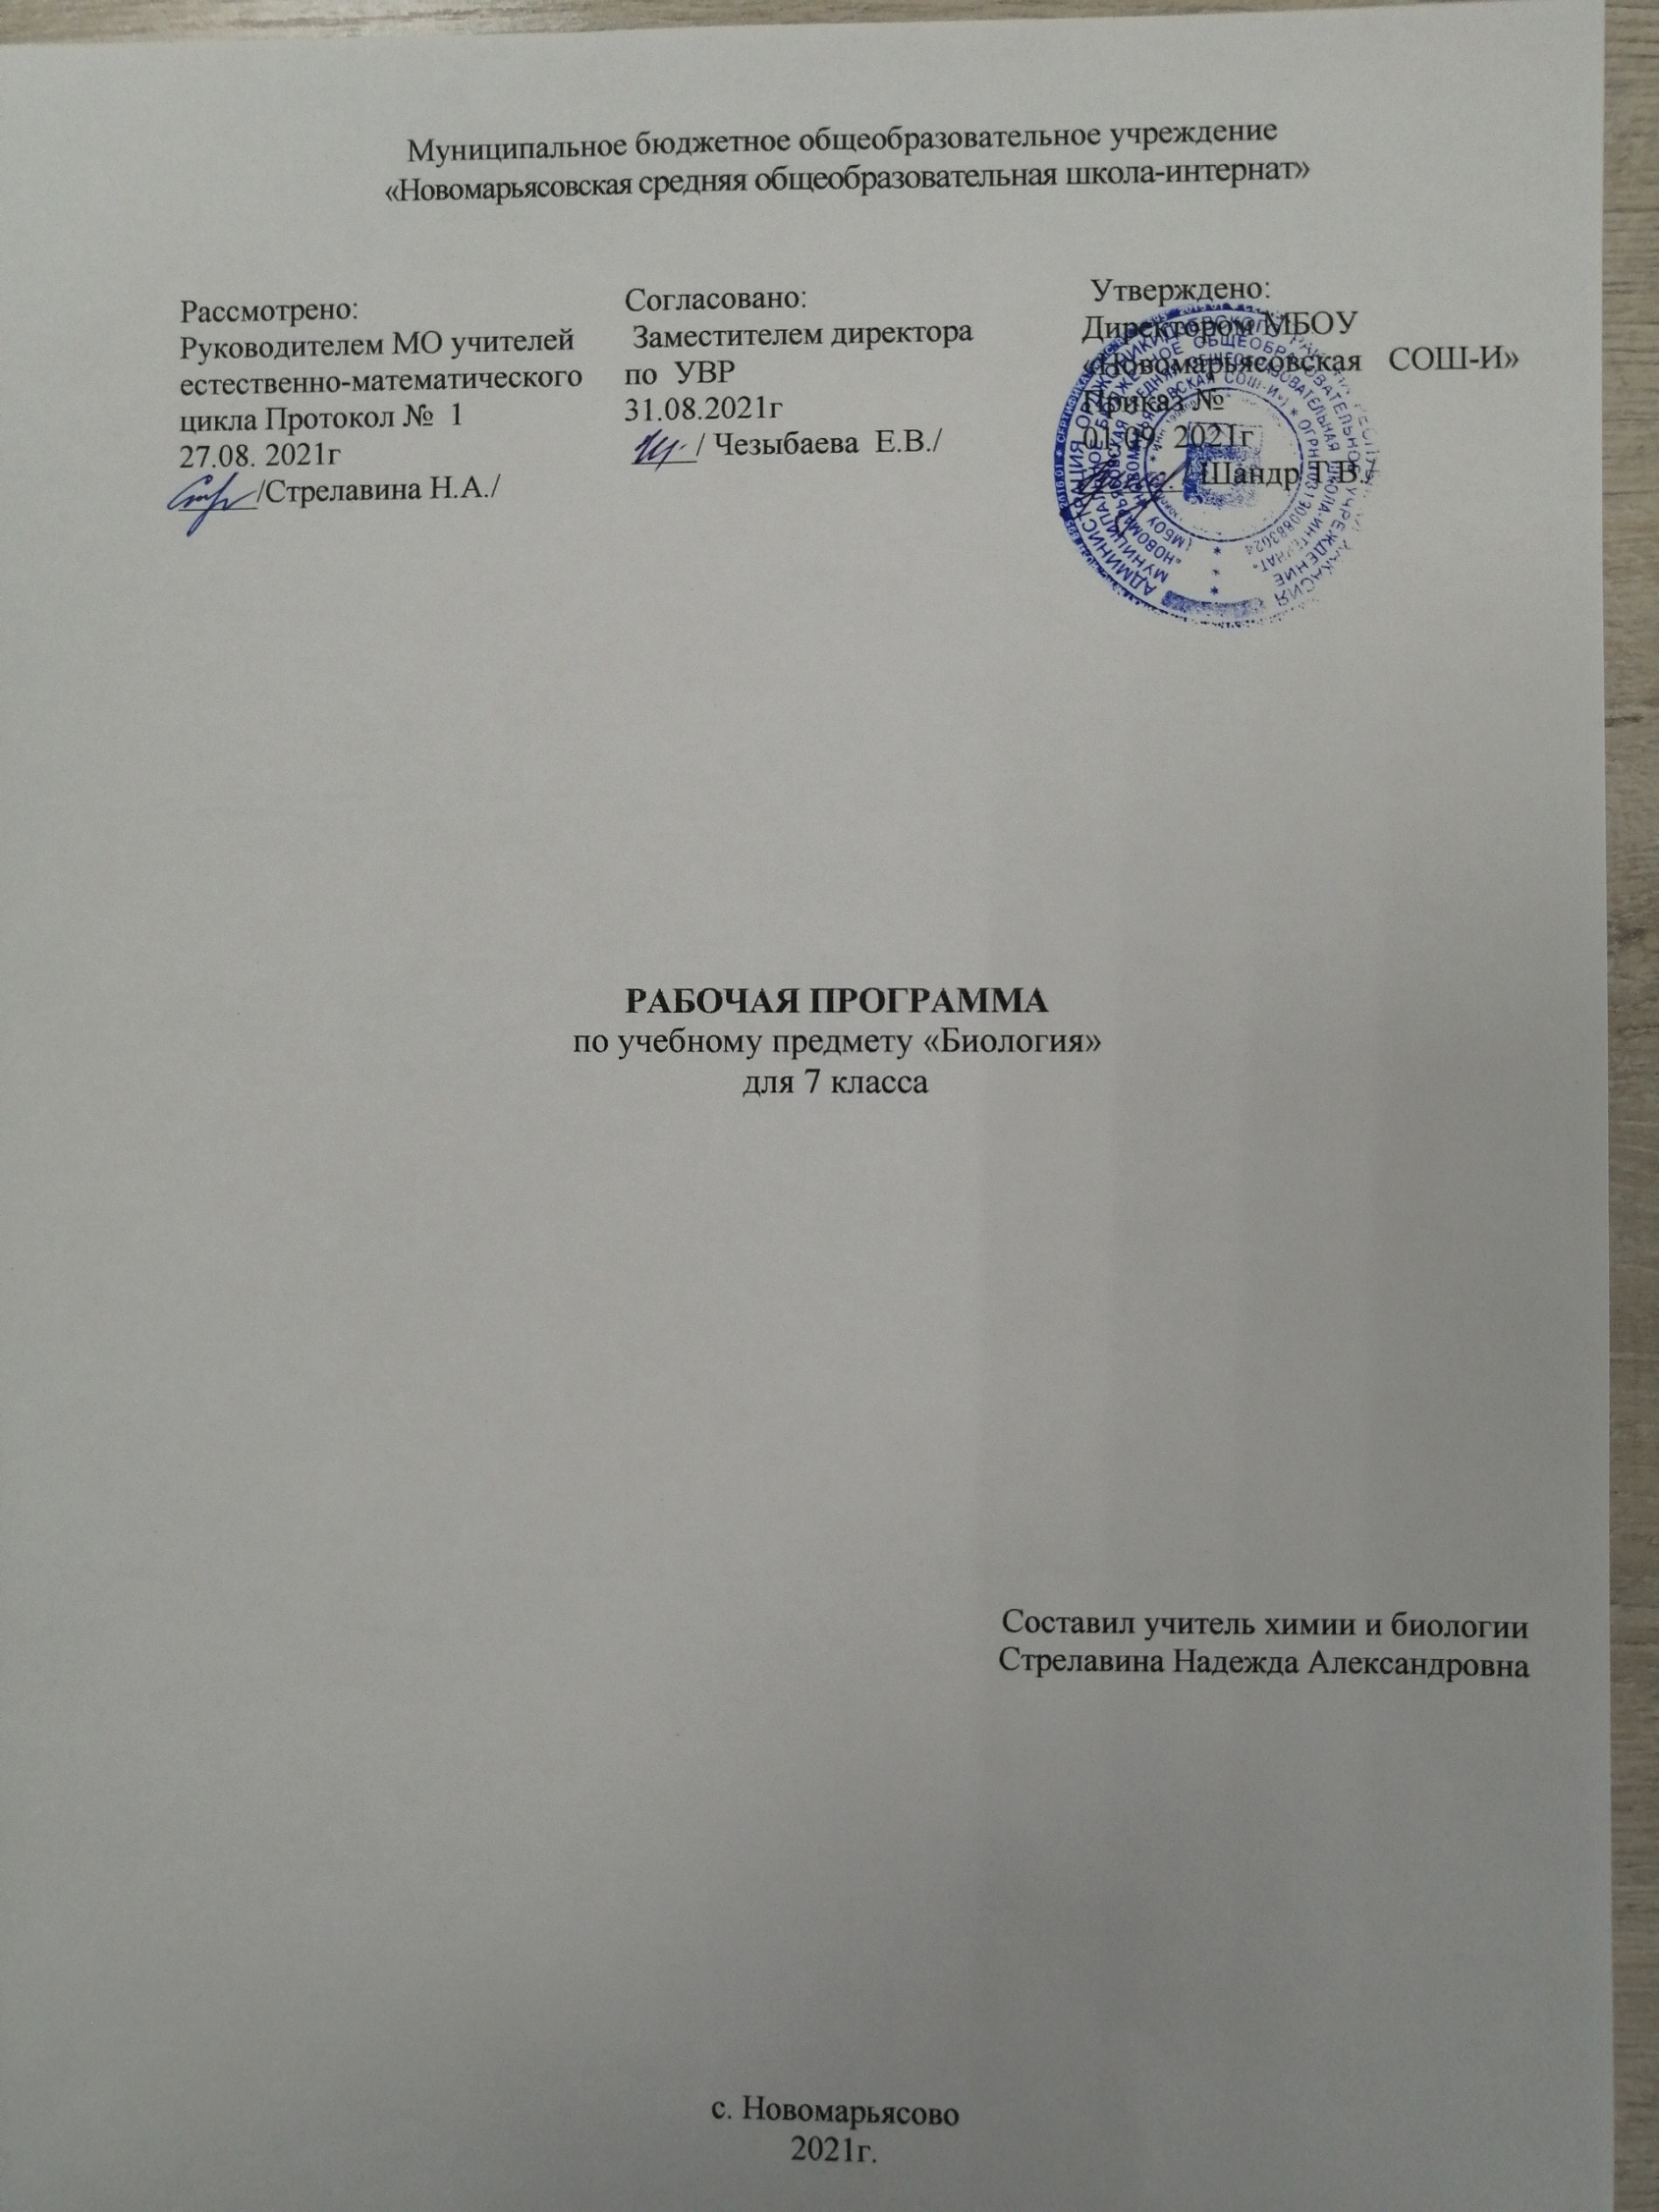 Муниципальное бюджетное общеобразовательное учреждение
«Новомарьясовская средняя общеобразовательная школа-интернат»
Рассмотрено:
Руководителем МО учителей
естественно-математического
цикла Протокол № 1
27.08. 2021г
/Стрелавина Н.А./
Согласовано:
Заместителем директора
по УВР
31.08.2021г
/ Чезыбаева Е.В./
Утверждено:
Директором МБОУ
«Новомарьясовская СОШ-И»
Приказ №
01.09. 2021г
/ Шандр Т.В./
РАБОЧАЯ ПРОГРАММА
по учебному предмету «Биология»
для 7 класса
Составил учитель химии и биологии
Стрелавина Надежда Александровна
с. Новомарьясово
2021г.